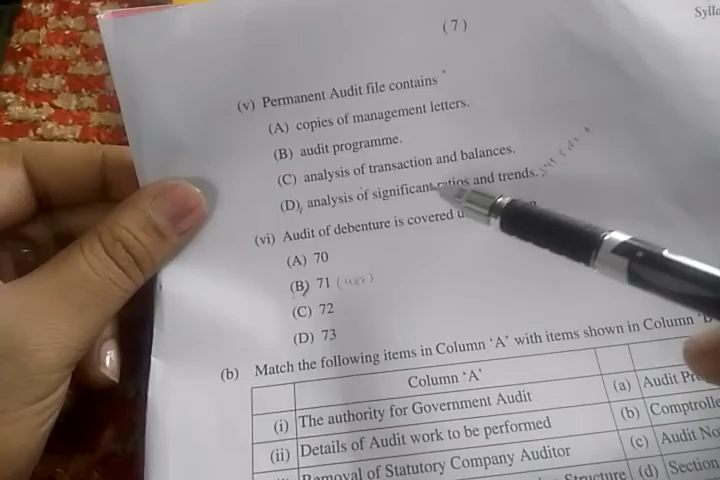 (7)
Sylla
(v) Permanent Audit file contains
(A) copies of management letters.
(B) audit programme.
(C) analysis of transaction and balances.
(D) analysis of significant ratios and trends.
(vi) Audit of debenture is covered
(A) 70
(B) 71
(C) 72
(D) 73
(b) Match the following items in Column 'A' with items shown in Column
Column 'A'
(i) The authority for Government Audit (a) Audit
(ii) Details of Audit work to be performed (b) Comptrolle
Removal of Statutory Company Auditor (c) Audit No
Structure (d) Section